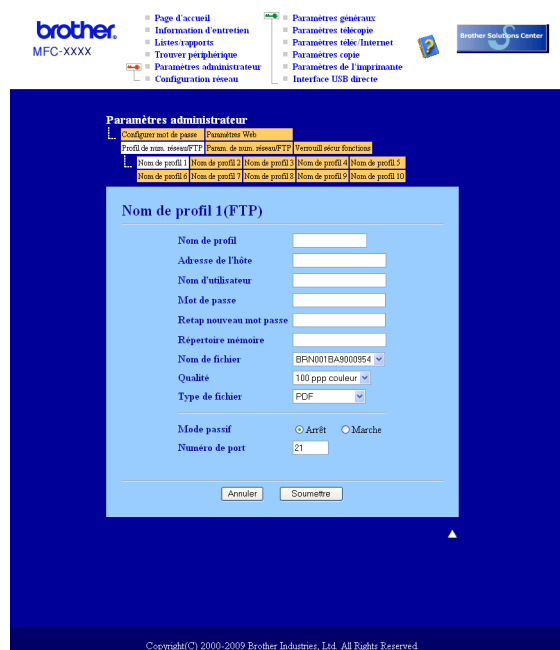 brother.
MFC-XXXX
Page d'accueil
Information d'entretien
Listes/rapports
Trouver périphérique
Paramètres administrateur
Configuration réseau
Paramètres généraux
Paramètres télécopie
Paramètres téléc/Internet
Paramètres copie
Paramètres de l'imprimante
Interface USB directe
Brother Solutions Center
Paramètres administrateur
Configurer mot de passe Paramètres Web
Profil de num. réseau/FTP Param. de num. réseau/FTP Verrouill sécur fonctions
Nom de profil 1 Nom de profil 2 Nom de profil 3 Nom de profil 4 Nom de profil 5
Nom de profil 6 Nom de profil 7 Nom de profil 8 Nom de profil 9 Nom de profil 10
Nom de profil 1(FTP)
Nom de profil
Adresse de l'hôte
Nom d'utilisateur
Mot de passe
Retap nouveau mot passe
Répertoire mémoire
Nom de fichier BRN001BA9000954
Qualité 100 ppp couleur
Type de fichier PDF
Mode passif Arrêt Marche
Numéro de port 21
Annuler Soumettre
Copyright(C) 2000-2009 Brother Industries, Ltd. All Rights Reserved.